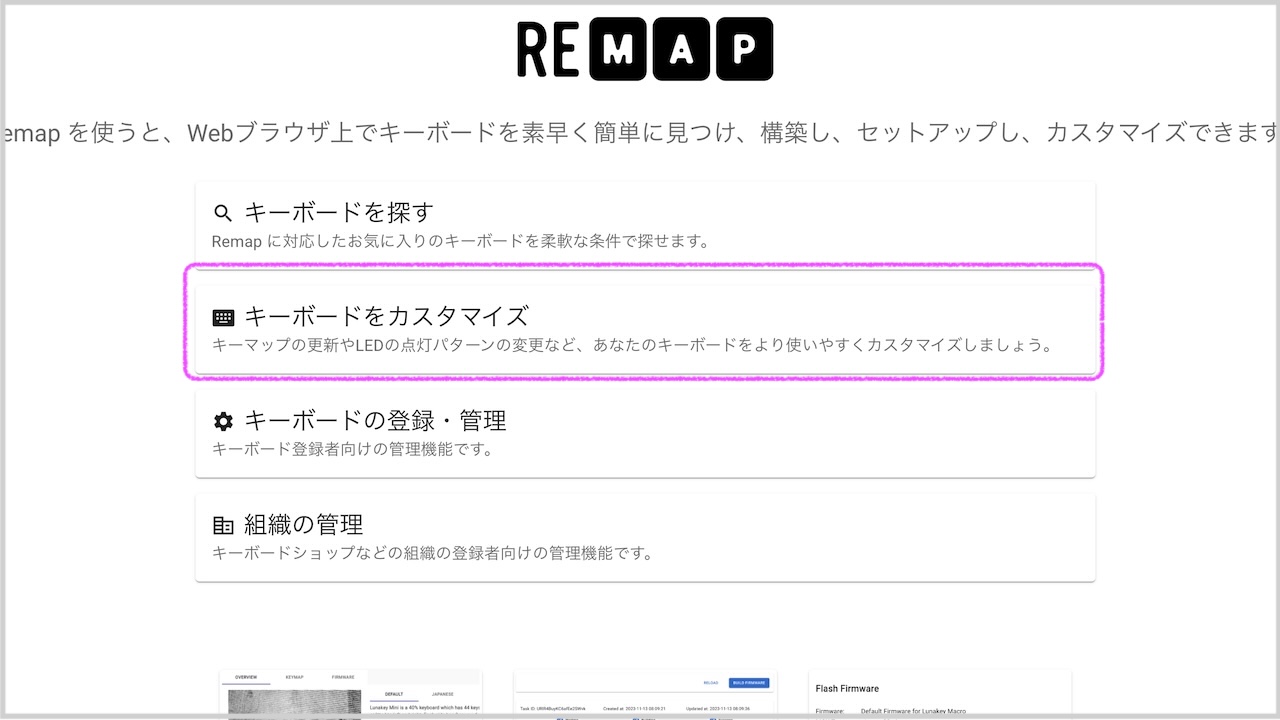 REMAP
emap を使うと、Webブラウザ上でキーボードを素早く簡単に見つけ、構築し、セットアップし、カスタマイズできます
キーボードを探す
Remap に対応したお気に入りのキーボードを柔軟な条件で探せます。
キーボードをカスタマイズ
キーマップの更新やLEDの点灯パターンの変更など、あなたのキーボードをより使いやすくカスタマイズしましょう。
キーボードの登録・管理
キーボード登録者向けの管理機能です。
組織の管理
キーボードショップなどの組織の登録者向けの管理機能です。
OVERVIEW KEYMAP FIRMWARE
DEFAULT JAPANESE
Lunakey Mini is a 40% keyboard which has 44 keys
RELOAD BUILD FIRMWARE
Task ID: Created at: 2023-11-13 08:09:21 Updated at: 2023-11-13 08:09:36
Flash Firmware
Firmware: Default Firmware for Lunakey Macro